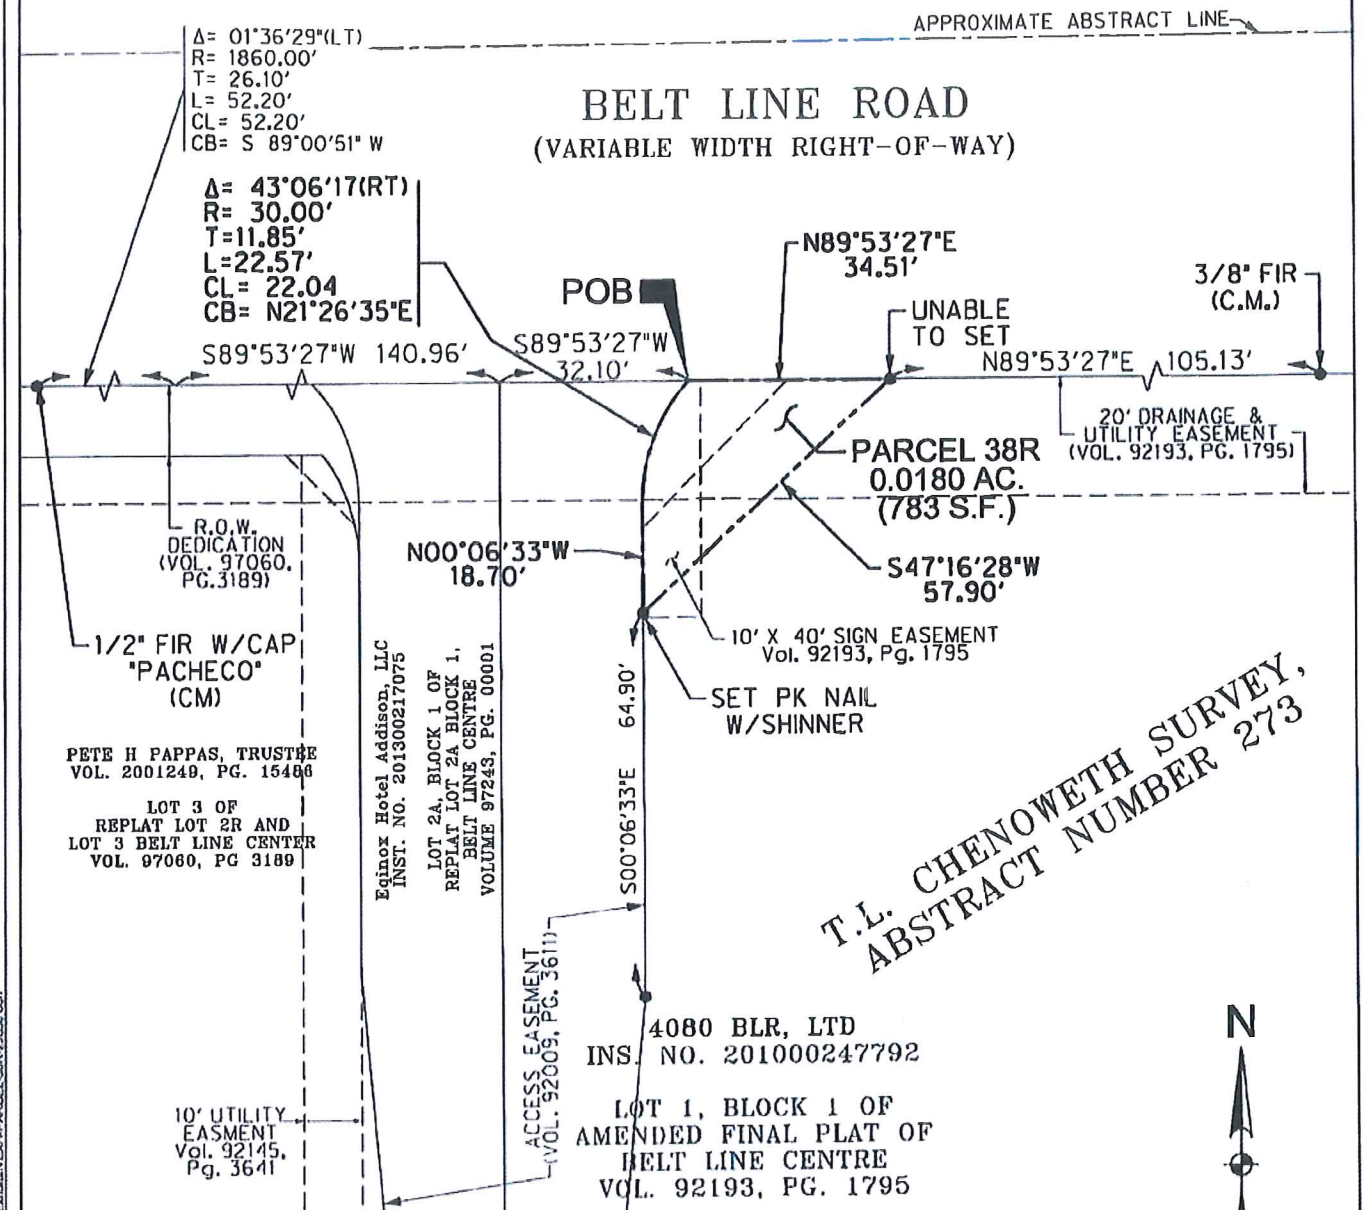 APPROXIMATE ABSTRACT LINE
Δ= 01°36'29"(LT)
R= 1860.00'
T= 26.10'
L= 52.20'
CL= 52.20'
CB= S 89°00'51" W
BELT LINE ROAD
(VARIABLE WIDTH RIGHT-OF-WAY)
Δ= 43°06'17(RT)
R= 30.00'
T=11.85'
L=22.57'
CL= 22.04
CB= N21°26'35"E
N89°53'27"E
34.51'
3/8" FIR
(C.M.)
POB
UNABLE
TO SET
S89°53'27"W 140.96'
S89°53'27"W
32.10'
N89°53'27"E 105.13'
20' DRAINAGE &
UTILITY EASEMENT
(VOL. 92193, PG. 1795)
PARCEL 38R
0.0180 AC.
(783 S.F.)
R.O.W.
DEDICATION
(VOL. 97060,
PG.3189)
N00°06'33"W
18.70'
S47°16'28"W
57.90'
1/2" FIR W/CAP
"PACHECO"
(CM)
10' X 40' SIGN EASEMENT
Vol. 92193, Pg. 1795
SET PK NAIL
W/SHINNER
S00°06'33"E 64.90'
PETE H PAPPAS, TRUSTEE
VOL. 2001249, PG. 15486
LOT 3 OF
REPLAT LOT 2R AND
LOT 3 BELT LINE CENTER
VOL. 97060, PG 3189
Eqinox Hotel Addison, LLC
INST. NO. 201300217075
LOT 2A, BLOCK 1 OF
REPLAT LOT 2A BLOCK 1,
BELT LINE CENTRE
VOLUME 97243, PG. 00001
T.L. CHENOWETH SURVEY,
ABSTRACT NUMBER 273
ACCESS EASEMENT
(VOL. 92009, PG. 3611)
4080 BLR, LTD
INS. NO. 201000247792
LOT 1, BLOCK 1 OF
AMENDED FINAL PLAT OF
BELT LINE CENTRE
VOL. 92193, PG. 1795
N
10' UTILITY
EASMENT
Vol. 92145,
Pg. 3641